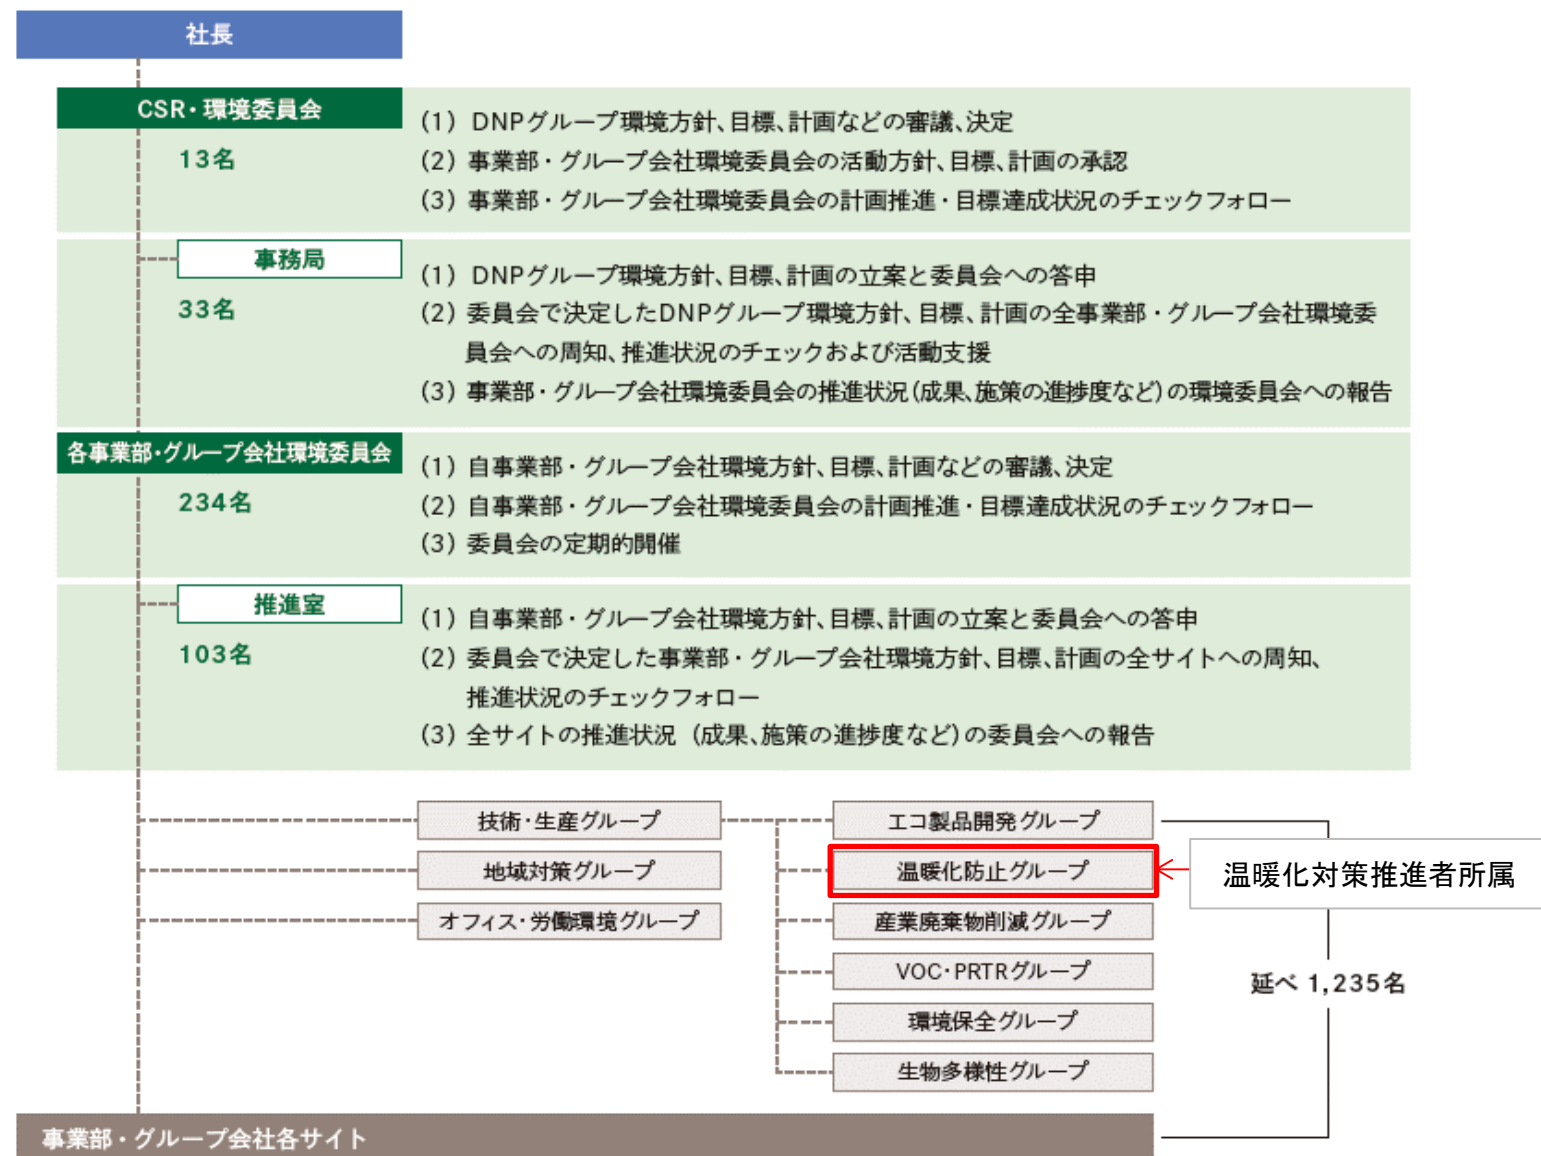 社長
CSR・環境委員会
13名
(1) DNPグループ環境方針、目標、計画などの審議、決定
(2) 事業部・グループ会社環境委員会の活動方針、目標、計画の承認
(3) 事業部・グループ会社環境委員会の計画推進・目標達成状況のチェックフォロー
事務局
33名
(1) DNPグループ環境方針、目標、計画の立案と委員会への答申
(2) 委員会で決定したDNPグループ環境方針、目標、計画の全事業部・グループ会社環境委
員会への周知、推進状況のチェックおよび活動支援
(3) 事業部・グループ会社環境委員会の推進状況(成果、施策の進捗度など)の環境委員会への報告
各事業部・グループ会社環境委員会
234名
(1) 自事業部・グループ会社環境方針、目標、計画などの審議、決定
(2) 自事業部・グループ会社環境委員会の計画推進・目標達成状況のチェックフォロー
(3) 委員会の定期的開催
推進室
103名
(1) 自事業部・グループ会社環境方針、目標、計画の立案と委員会への答申
(2) 委員会で決定した事業部・グループ会社環境方針、目標、計画の全サイトへの周知、
推進状況のチェックフォロー
(3) 全サイトの推進状況 (成果、施策の進捗度など)の委員会への報告
技術・生産グループ
地域対策グループ
オフィス・労働環境グループ
エコ製品開発グループ
温暖化防止グループ
産業廃棄物削減グループ
VOC・PRTRグループ
環境保全グループ
生物多様性グループ
温暖化対策推進者所属
延べ 1,235名
事業部・グループ会社各サイト